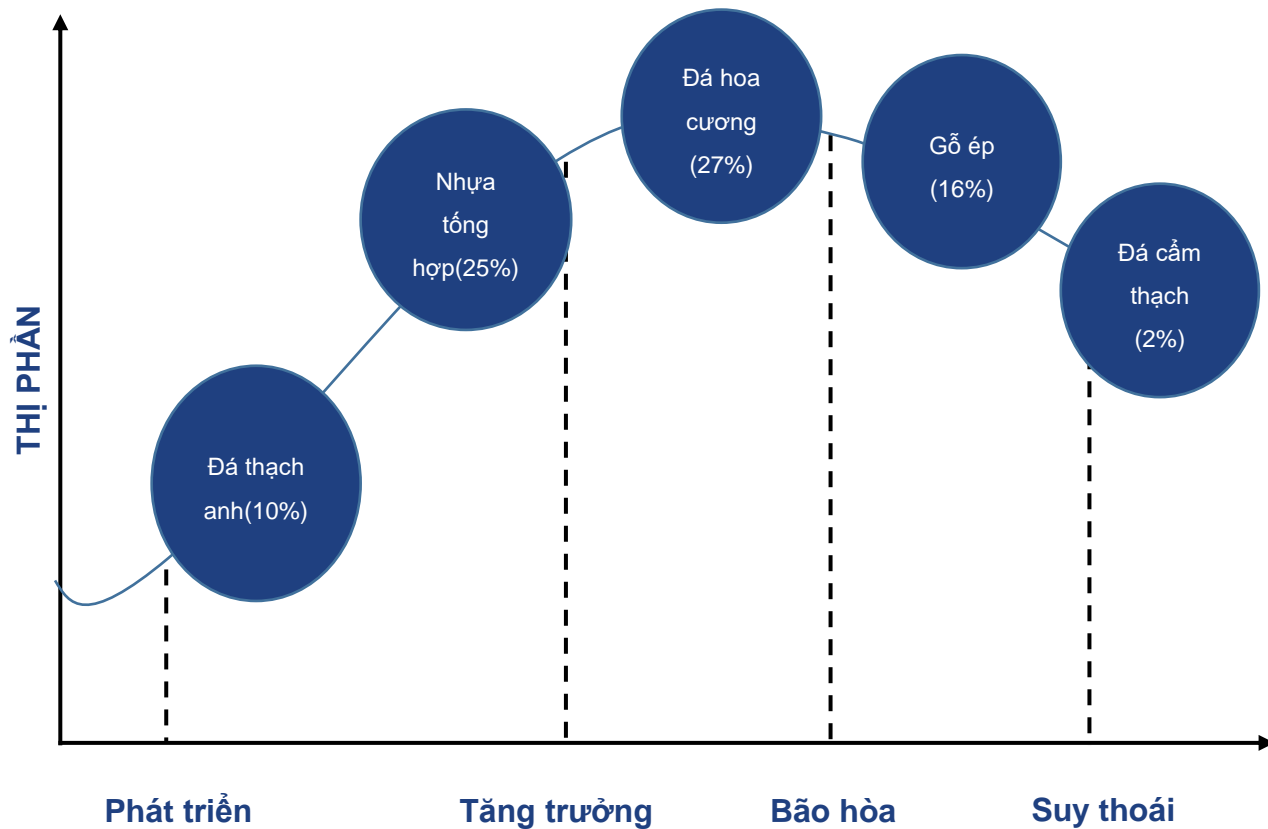 Đá hoa
cương
(27%)
Gỗ ép
(16%)
Nhựa
tống
hợp(25%)
Đá cẩm
thạch
(2%)
THỊ PHẦN
Đá thạch
anh(10%)
Phát triển
Tăng trưởng
Bão hòa
Suy thoái